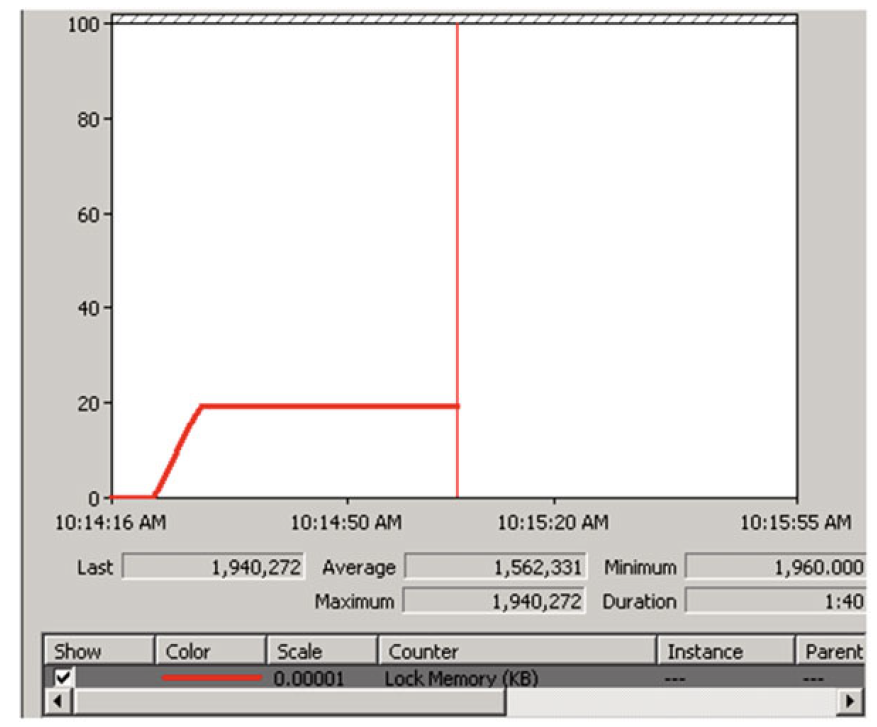 100
80
60
40
20
0
10:14:16 AM 10:14:50 AM 10:15:20 AM 10:15:55 AM
Last 1,940,272 Average 1,562,331 Minimum 1,960.000
Maximum 1,940,272 Duration 1:40
Show Color Scale Counter Instance Parent
0.00001 Lock Memory (KB) --- ---